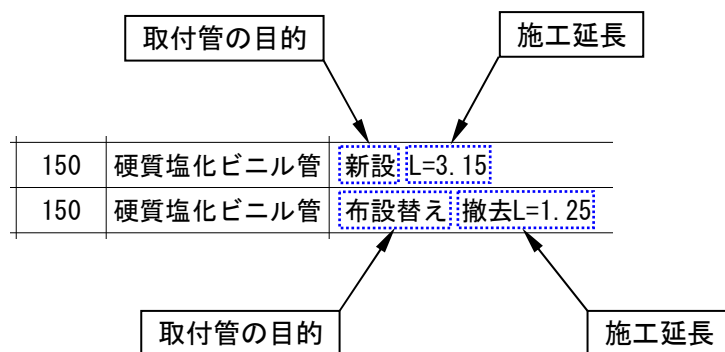 取付管の目的
施工延長
150 硬質塩化ビニル管 新設 L=3.15
150 硬質塩化ビニル管 布設替え 撤去L=1.25
取付管の目的
施工延長